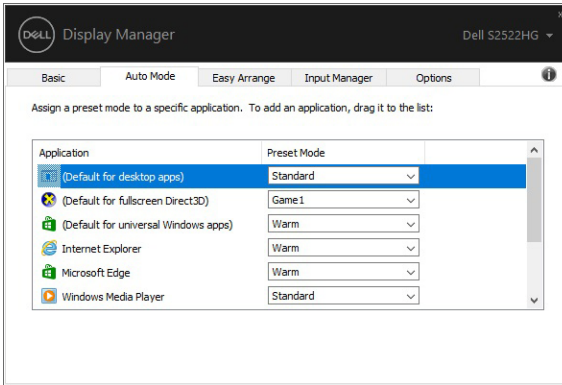 DELL Display Manager Dell S2522HG
Basic Auto Mode Easy Arrange Input Manager Options
Assign a preset mode to a specific application. To add an application, drag it to the list:
Application Preset Mode
(Default for desktop apps) Standard
(Default for fullscreen Direct3D) Game1
(Default for universal Windows apps) Warm
Internet Explorer Warm
Microsoft Edge Warm
Windows Media Player Standard